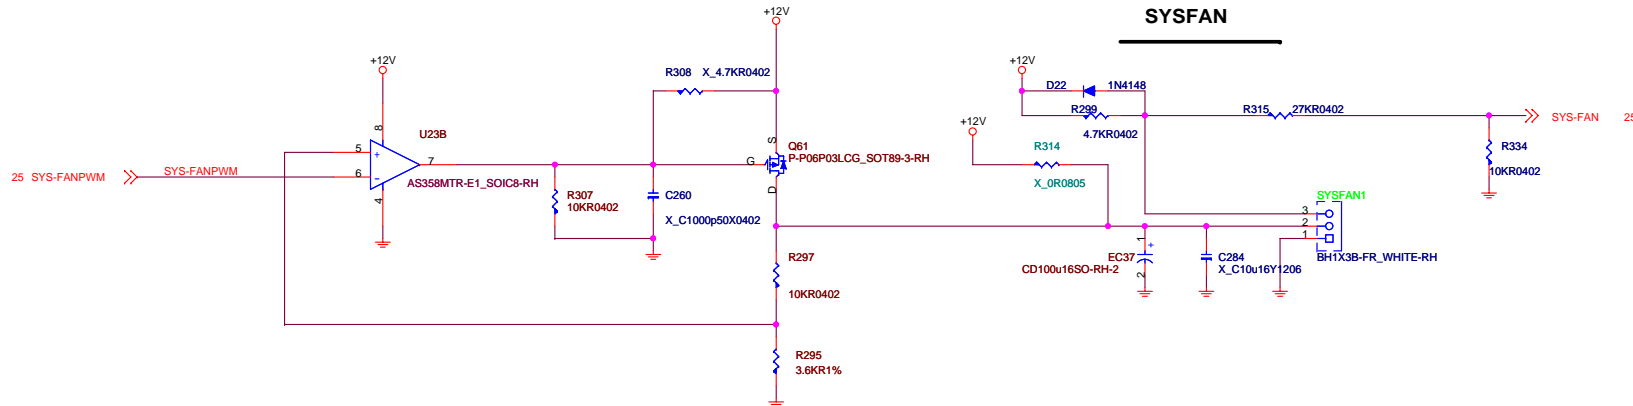 SYSFAN
+12V
+12V
+12V
R308 X_4.7KR0402
D22 1N4148
R299
4.7KR0402
R315 27KR0402
SYS-FAN
+12V
8
U23B
S
Q61
P-P06P03LCG_SOT89-3-RH
R314
X_0R0805
R334
10KR0402
5
+
7
G
25 SYS-FANPWM
SYS-FANPWM
6
-
AS358MTR-E1_SOIC8-RH
4
D
R307
10KR0402
C260
X_C1000p50X0402
SYSFAN1
3
2
1
BH1X3B-FR_WHITE-RH
R297
10KR0402
1
+
EC37
CD100u16SO-RH-2
2
C284
X_C10u16Y1206
R295
3.6KR1%